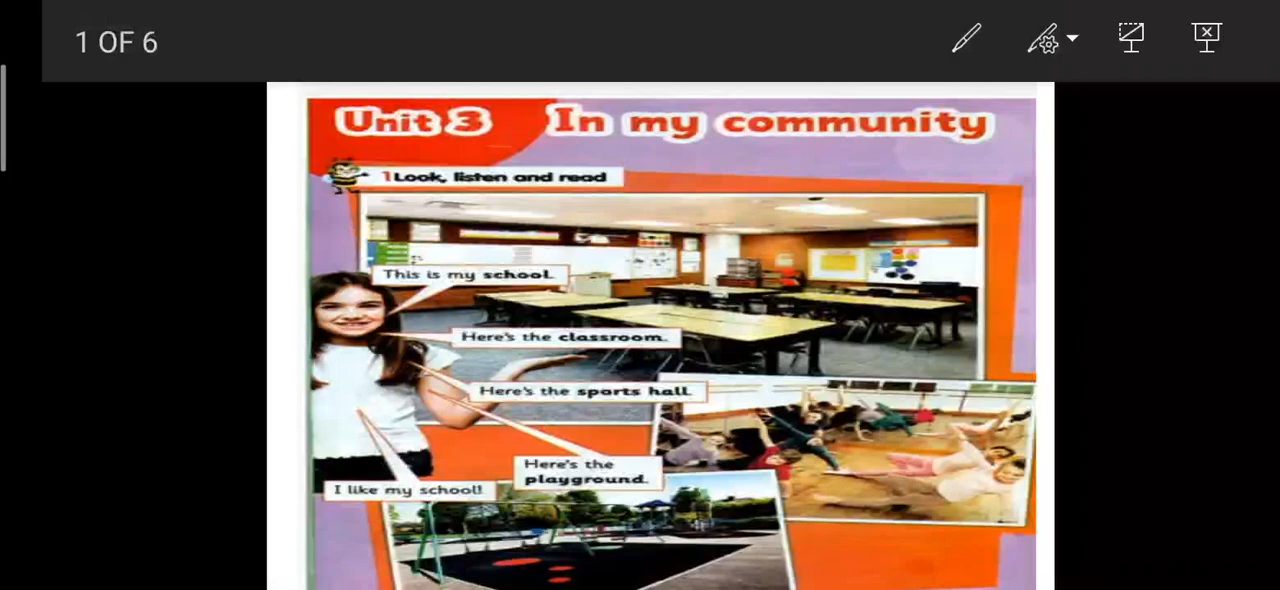 1 OF 6
Unit 3 In my community
1 Look, listen and read
This is my school.
Here's the classroom.
Here's the sports hall.
Here's the
playground.
I like my school!